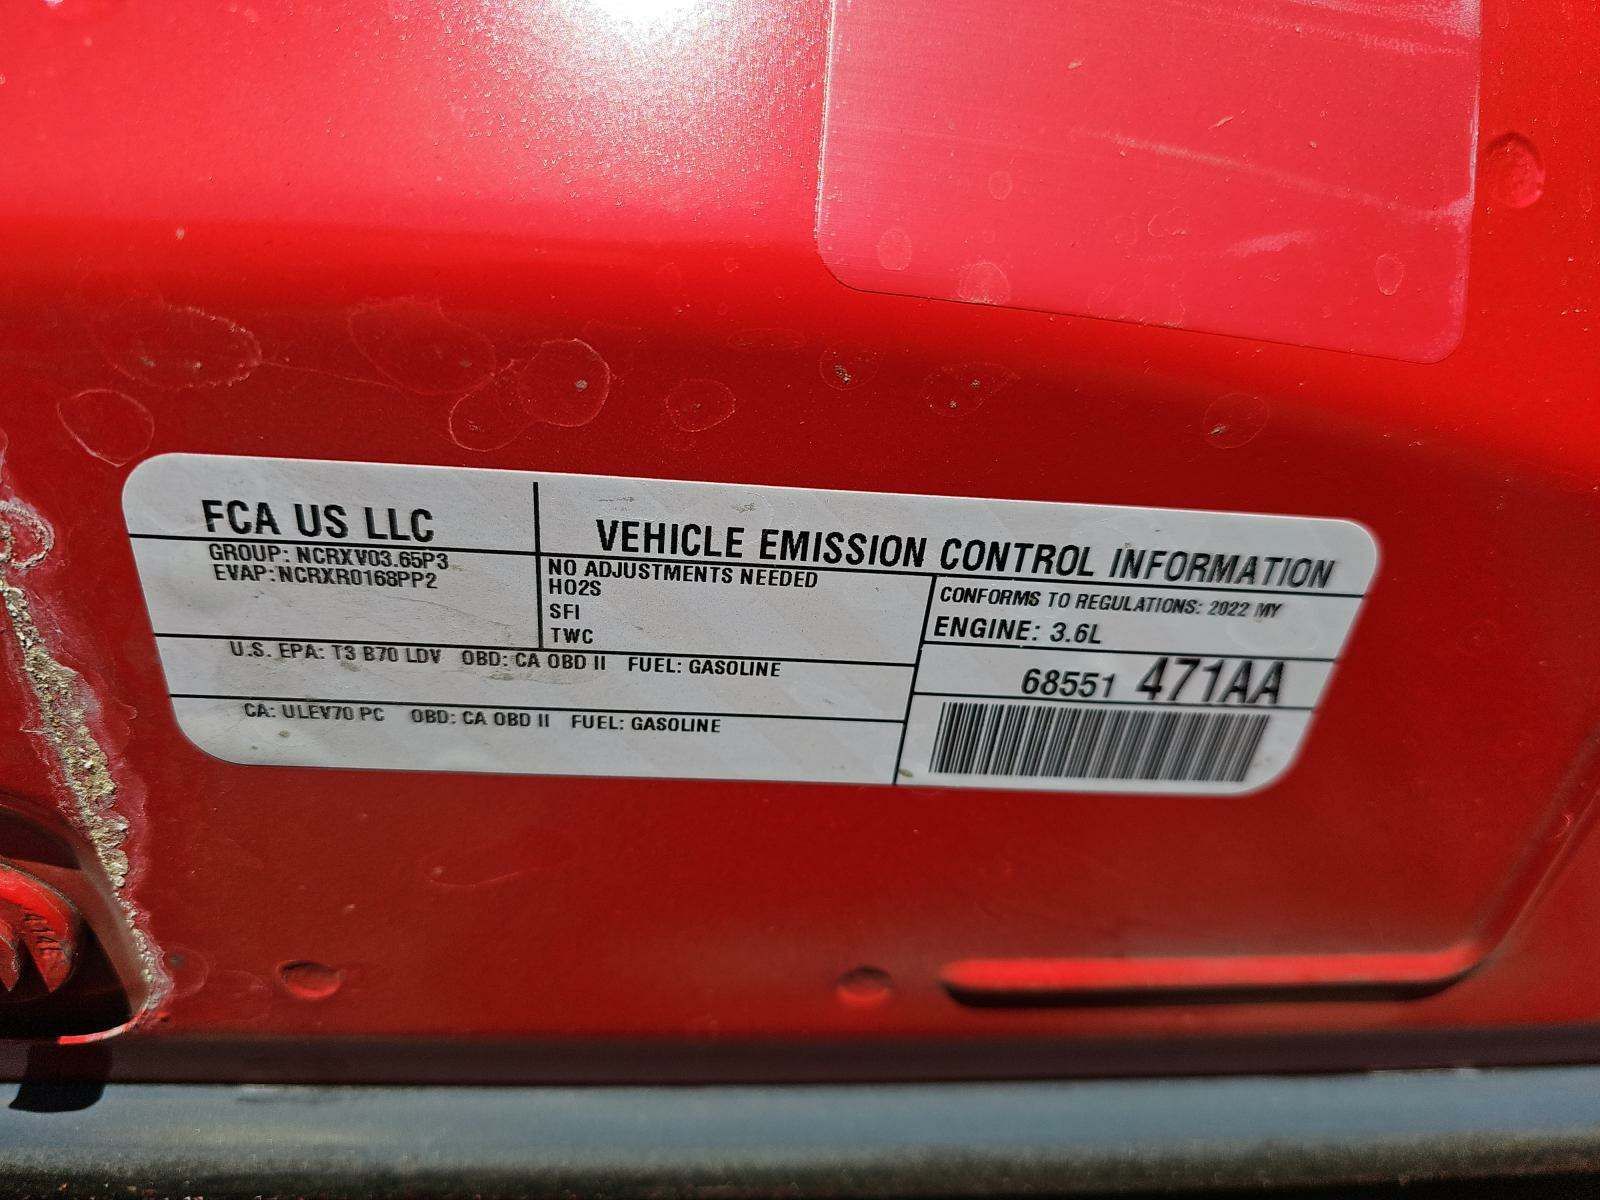 FCA US LLC
VEHICLE EMISSION CONTROL INFORMATION
GROUP: NCRXV03.65P3
EVAP:NCRXR0168PP2
NO ADJUSTMENTS NEEDED
HO2S
SFI
TWC
CONFORMS TO REGULATIONS: 2022 MY
ENGINE: 3.6L
U.S. EPA: T3 B70 LDV OBD: CA OBD II FUEL: GASOLINE
68551 471AA
CA: ULEV70 PC OBD: CA OBD II FUEL: GASOLINE